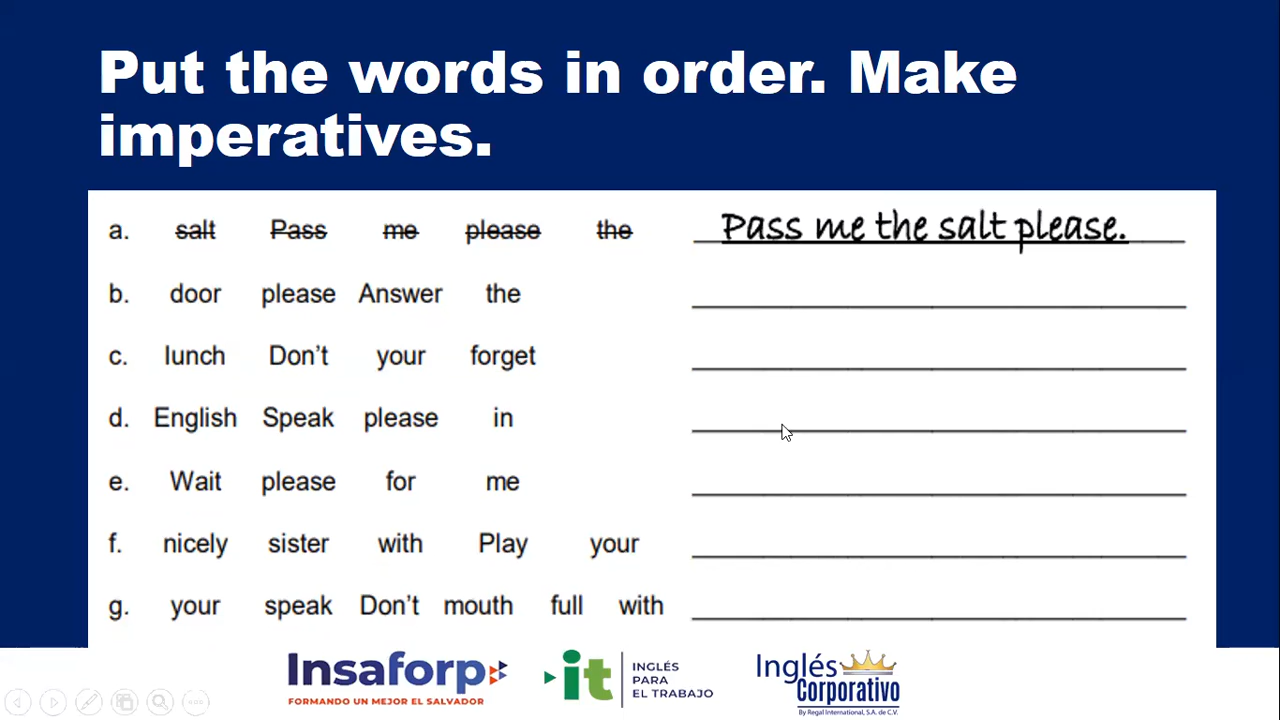 Put the words in order. Make
imperatives.
a. salt Pass me please the Pass me the salt please.
b. door please Answer the
c. lunch Don't your forget
d. English Speak please in
e. Wait please for me
f. nicely sister with Play your
g. your speak Don't mouth full with
Insaforp
FORMANDO UN MEJOR EL SALVADOR
it
INGLÉS
PARA
EL TRABAJO
Inglés
Corporativo
By Regal International, S.A. de C.V.